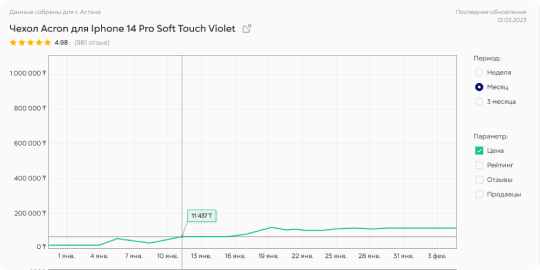 Данные собраны для г. Астана
Последнее обновление
12.03.2023
Чехол Acron для Iphone 14 Pro Soft Touch Violet
4.98 (981 отзыв)
Период:
Неделя
Месяц
3 месяца
Параметр:
Цена
Рейтинг
Отзывы
Продавцы
1 000 000 ₸
800 000 ₸
600 000 ₸
400 000 ₸
200 000 ₸
0 ₸
11 437 ₸
1 янв.
4 янв.
7 янв.
10 янв.
13 янв.
16 янв.
19 янв.
22 янв.
25 янв.
28 янв.
31 янв.
3 фев.